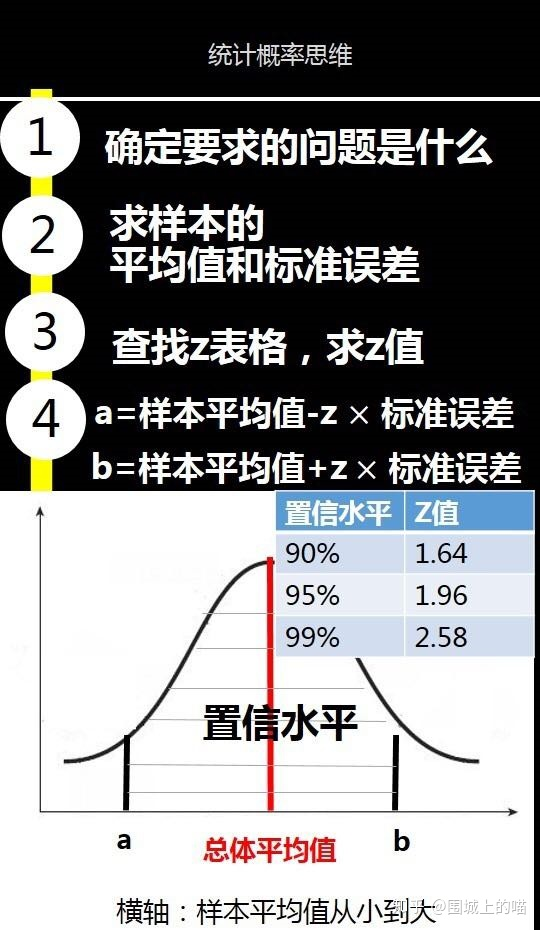 统计概率思维
1
确定要求的问题是什么
2
求样本的
平均值和标准误差
3
查找z表格，求z值
4
a=样本平均值-z × 标准误差
b=样本平均值+z × 标准误差
置信水平 Z值
90% 1.64
95% 1.96
99% 2.58
置信水平
a
总体平均值
b
横轴：样本平均值从小到大
知乎 @围城上的喵